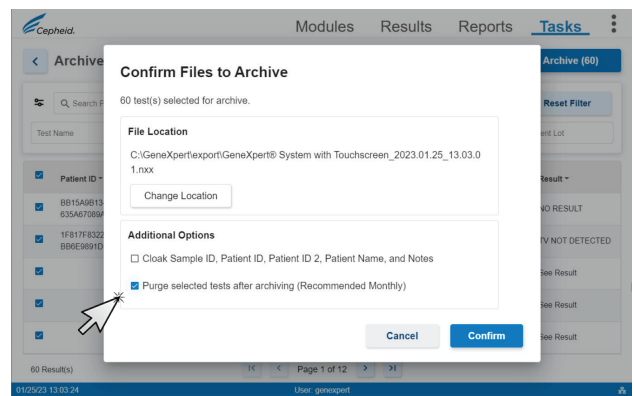 Cepheid.
Modules Results Reports Tasks
Archive
Archive (60)
Confirm Files to Archive
60 test(s) selected for archive.
Search
Reset Filter
File Location
Test Name
ent Lot
C:\GeneXpert\export\GeneXpert® System with Touchscreen_2023.01.25_13.03.0
1.nxx
Patient ID
Result
Change Location
BB15A9B13
635A67089A
NO RESULT
Additional Options
1F817F8322
BB6E9891D
TV NOT DETECTED
Cloak Sample ID, Patient ID, Patient ID 2, Patient Name, and Notes
See Result
Purge selected tests after archiving (Recommended Monthly)
See Result
Cancel Confirm
See Result
60 Result(s)
Page 1 of 12
01/25/23 13:03:24
User: genexpert